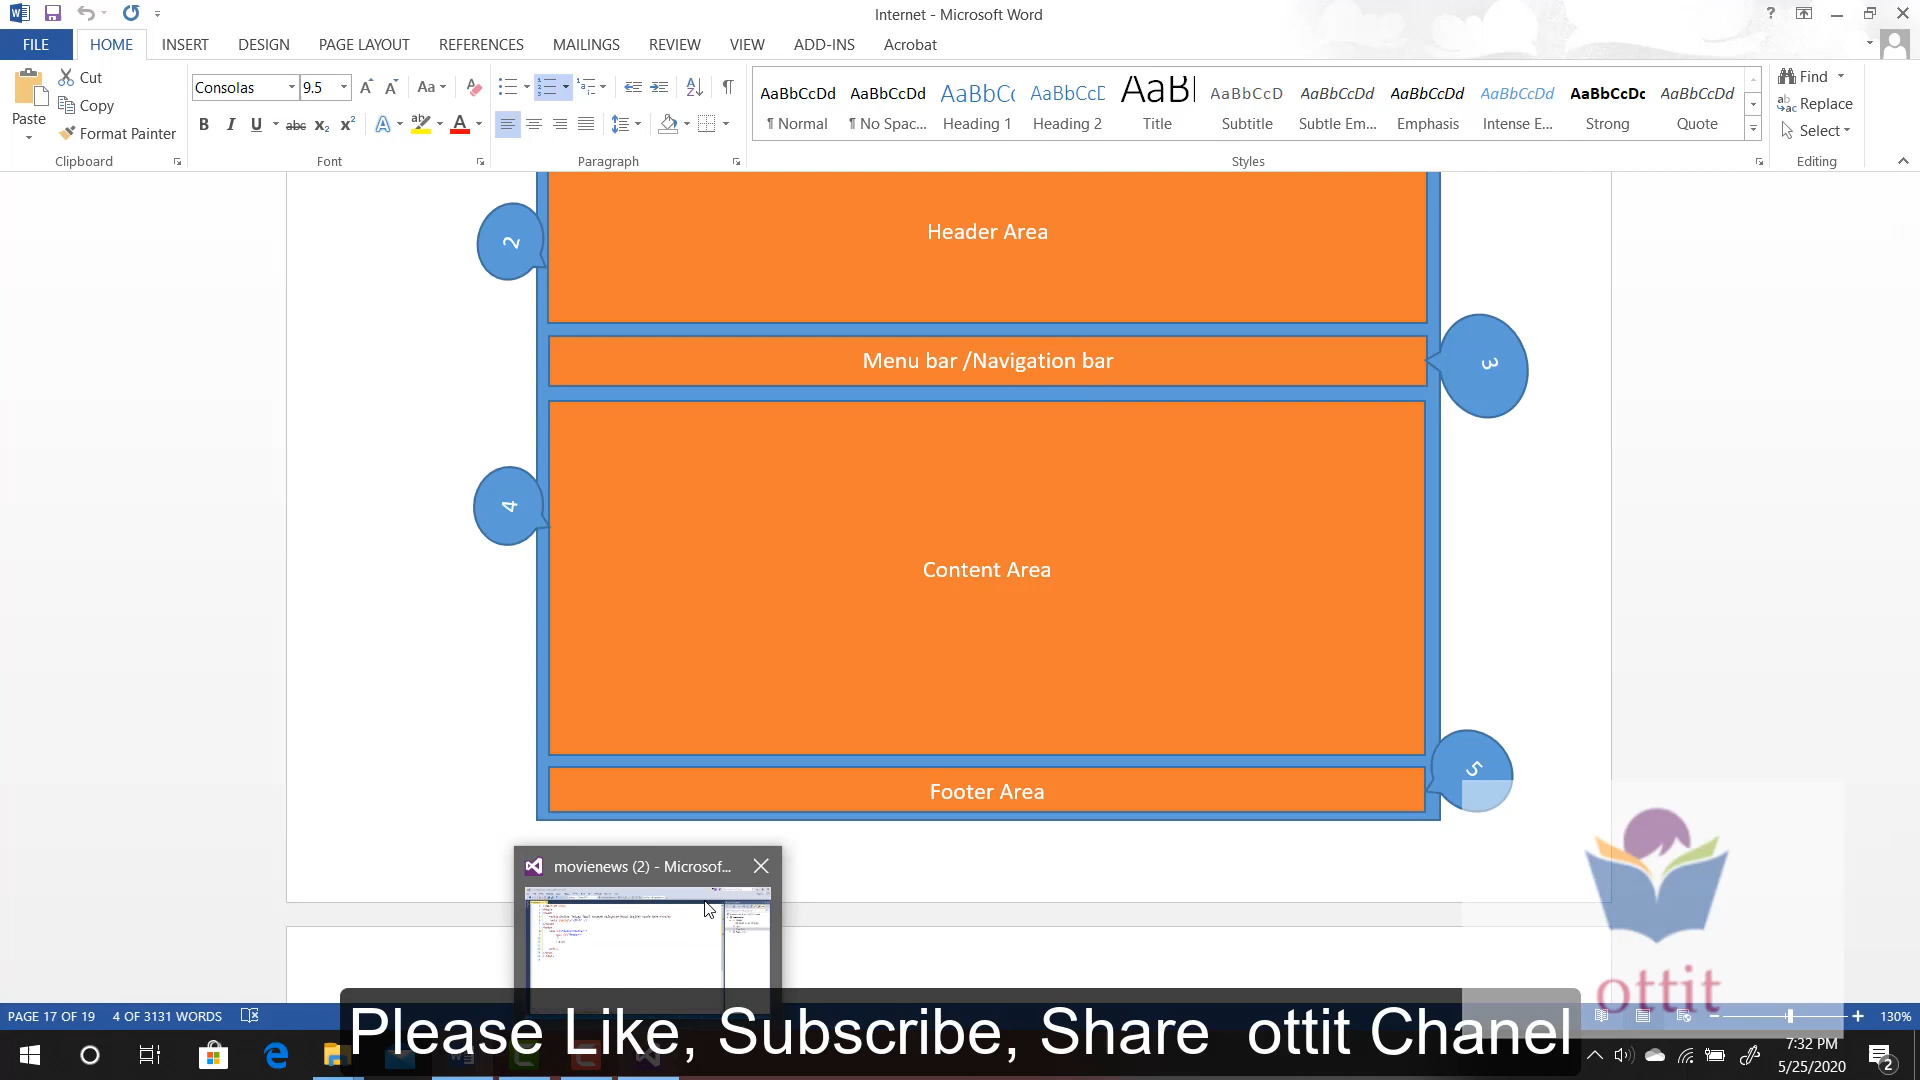 Internet - Microsoft Word
FILE
HOME
INSERT
DESIGN
PAGE LAYOUT
REFERENCES
MAILINGS
REVIEW
VIEW
ADD-INS
Acrobat
Paste
Cut
Copy
Format Painter
Clipboard
Consolas
9.5
Font
Paragraph
AaBbCcDd
¶ Normal
AaBbCcDd
¶ No Spac...
AaBbCc
Heading 1
AaBbCcD
Heading 2
AaBl
Title
AaBbCcD
Subtitle
AaBbCcDd
Subtle Em...
AaBbCcDd
Emphasis
AaBbCcDd
Intense E...
AaBbCcDc
Strong
AaBbCcDd
Quote
Styles
Find
Replace
Select
Editing
2
Header Area
Menu bar /Navigation bar
3
4
Content Area
5
Footer Area
movienews (2) - Microsof...
ottit
PAGE 17 OF 19
4 OF 3131 WORDS
130%
Please Like, Subscribe, Share ottit Chanel
7:32 PM
5/25/2020
2